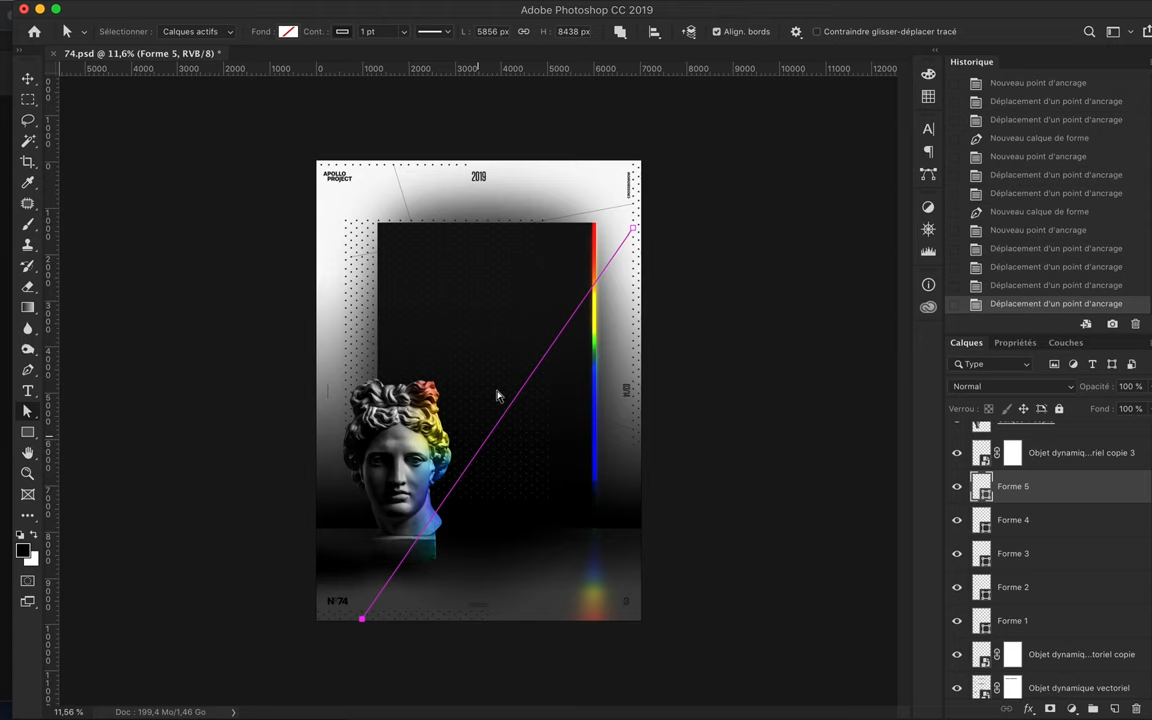 Adobe Photoshop CC 2019
Sélectionner :
Calques actifs
Fond :
Cont. :
1 pt
L : 5856 px
H : 8438 px
Align. bords
Contraindre glisser-déplacer tracé
74.psd @ 11,6% (Forme 5, RVB/8) *
5000
4000
3000
2000
1000
0
1000
2000
3000
4000
5000
6000
7000
8000
9000
10000
11000
12000
APOLLO
PROJECT
2019
N°74
11,56 %
Doc : 199,4 Mo/1,46 Go
Historique
Nouveau point d'ancrage
Déplacement d'un point d'ancrage
Déplacement d'un point d'ancrage
Nouveau calque de forme
Nouveau point d'ancrage
Déplacement d'un point d'ancrage
Déplacement d'un point d'ancrage
Nouveau calque de forme
Nouveau point d'ancrage
Déplacement d'un point d'ancrage
Déplacement d'un point d'ancrage
Déplacement d'un point d'ancrage
Déplacement d'un point d'ancrage
Calques
Propriétés
Couches
Type
Normal
Opacité : 100 %
Verrou :
Fond : 100 %
Objet dynamiq...riel copie 3
Forme 5
Forme 4
Forme 3
Forme 2
Forme 1
Objet dynamiq...toriel copie
Objet dynamique vectoriel